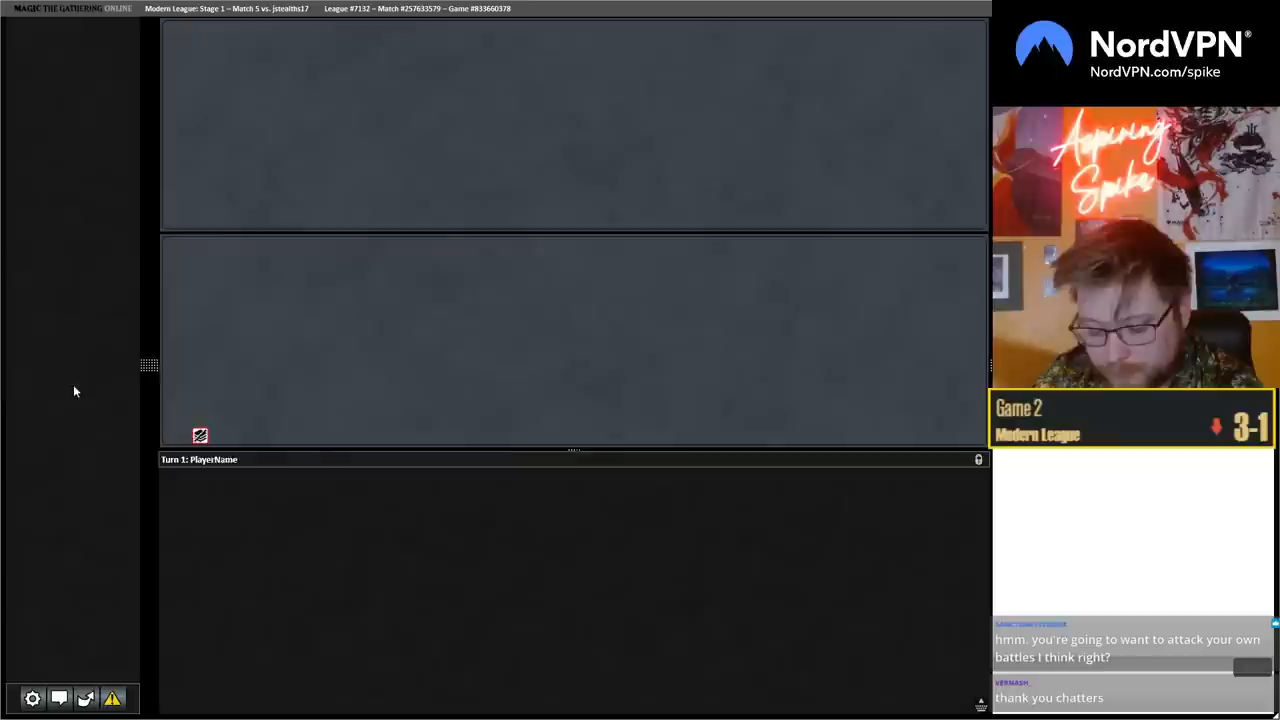 MAGIC THE GATHERING ONLINE
Modern League: Stage 1 – Match 5 vs. jstealths17
League #7132 – Match #257633579 – Game #833660378
NordVPN®
NordVPN.com/spike
Aspiring
Spike
Game 2
Modern League
3-1
Turn 1: PlayerName
hmm. you're going to want to attack your own
battles I think right?
VERNASH_
thank you chatters